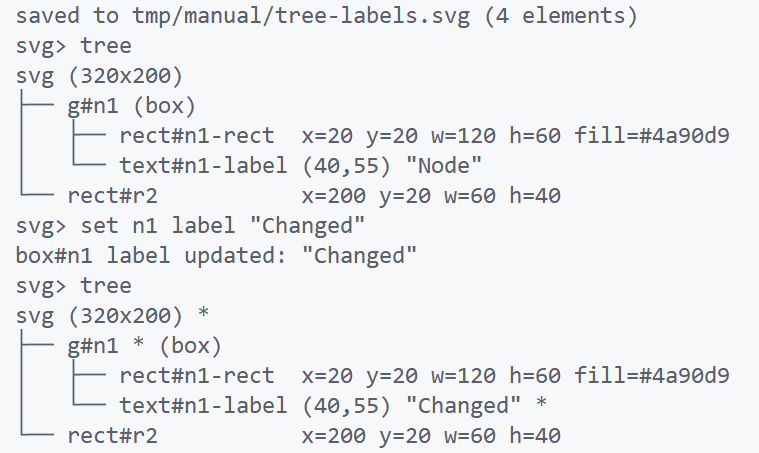 saved to tmp/manual/tree-labels.svg (4 elements)
svg> tree
svg (320x200)
├── g#n1 (box)
│   ├── rect#n1-rect  x=20 y=20 w=120 h=60 fill=#4a90d9
│   └── text#n1-label (40,55) "Node"
└── rect#r2           x=200 y=20 w=60 h=40
svg> set n1 label "Changed"
box#n1 label updated: "Changed"
svg> tree
svg (320x200) *
├── g#n1 * (box)
│   ├── rect#n1-rect  x=20 y=20 w=120 h=60 fill=#4a90d9
│   └── text#n1-label (40,55) "Changed" *
└── rect#r2           x=200 y=20 w=60 h=40